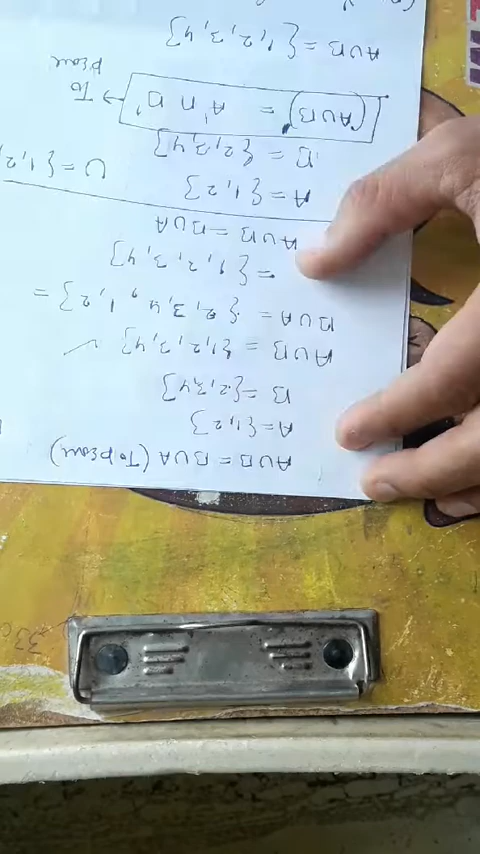 A∪B = B∪A (To prove)
A={1,2}
B = {2,3,4}
A∪B = {1,2,3,4} ✓
B∪A = {2,3,4, 1,2} =
= {1,2,3,4}
A∪B = B∪A
A = {1,2}
B = {2,3,4}
U = {1,2,
(A∪B)' = A' ∩ B' → To prove
A∪B = {1,2,3,4}